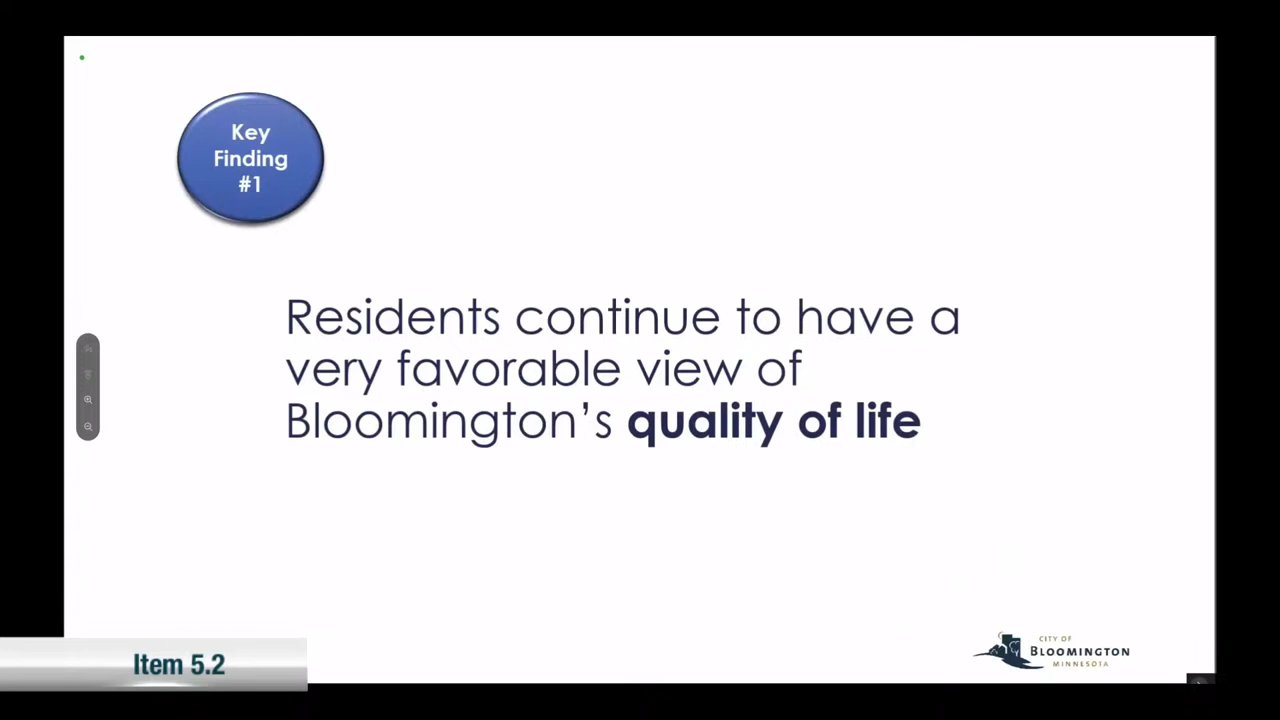 Key
Finding
#1
Residents continue to have a
very favorable view of
Bloomington’s quality of life
Item 5.2
CITY OF
BLOOMINGTON
MINNESOTA